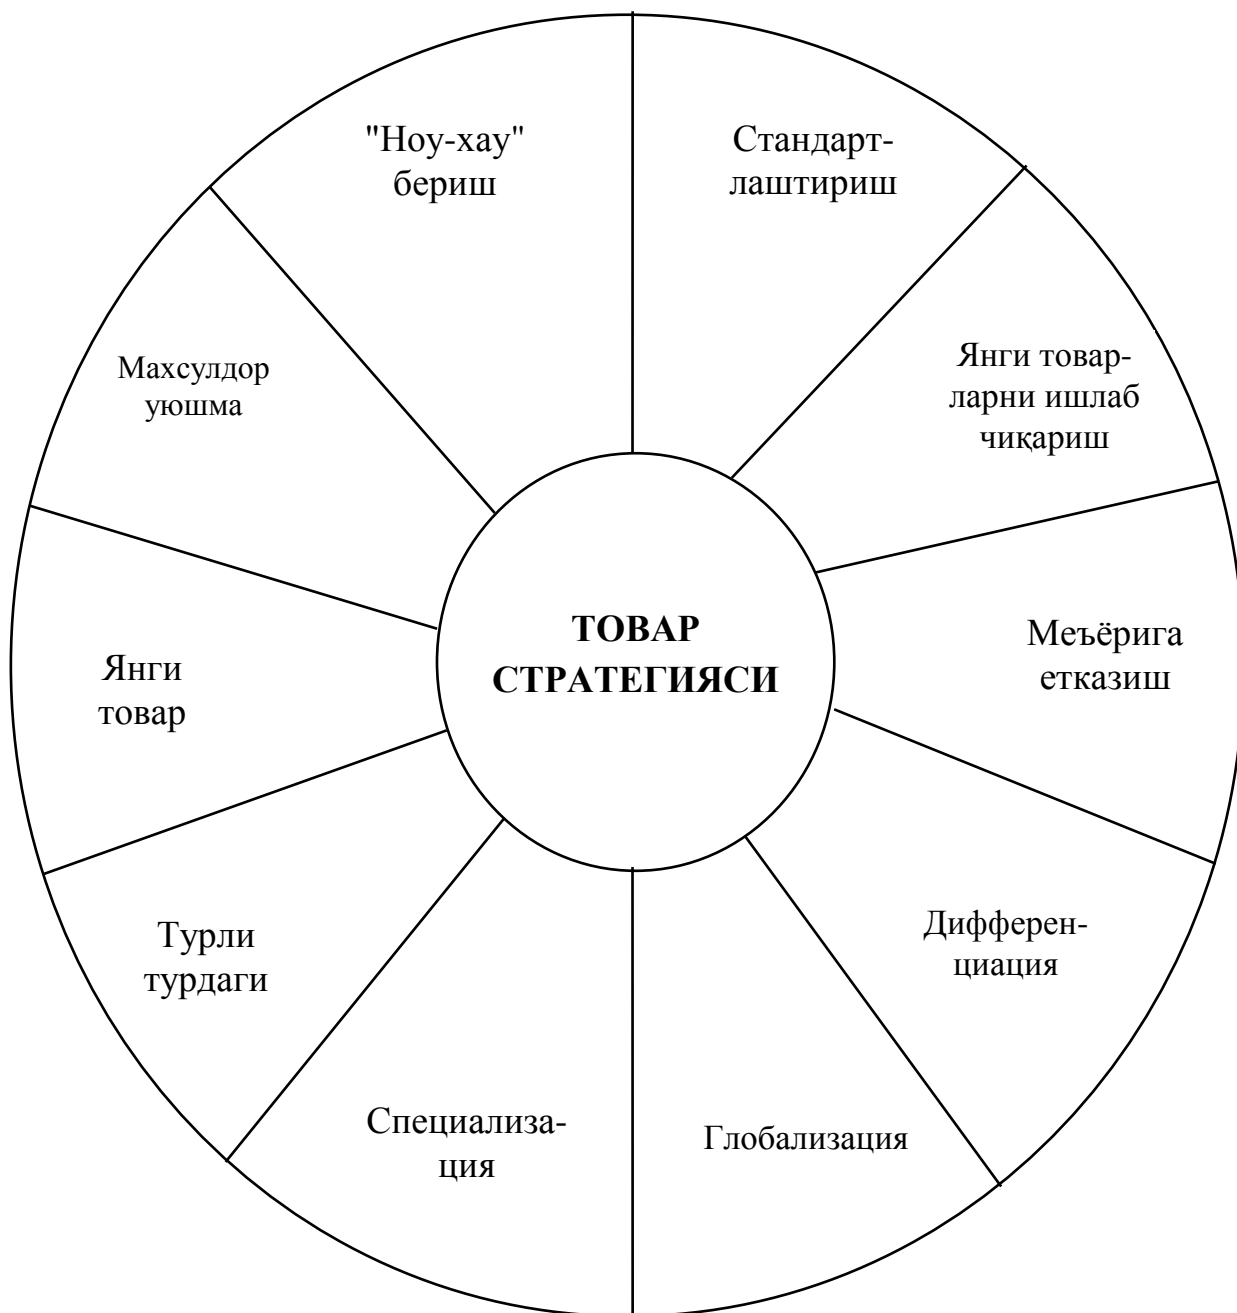 "Ноу-хау"
бериш
Стандарт-
лаштириш
Янги товар-
ларни ишлаб
чиқариш
Махсулдор
уюшма
ТОВАР
СТРАТЕГИЯСИ
Меъёрига
етказиш
Янги
товар
Дифферен-
циация
Турли
турдаги
Специализа-
ция
Глобализация